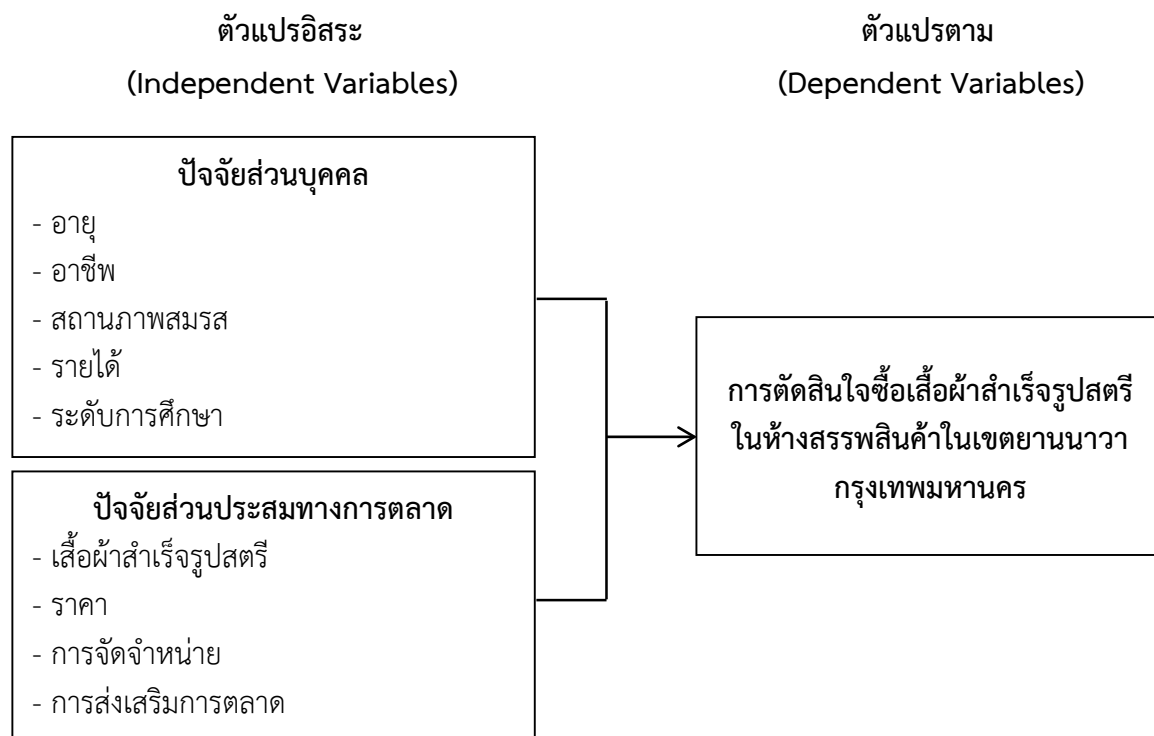 ตัวแปรอิสระ
(Independent Variables)
ตัวแปรตาม
(Dependent Variables)
ปัจจัยส่วนบุคคล
- อายุ
- อาชีพ
- สถานภาพสมรส
- รายได้
- ระดับการศึกษา
ปัจจัยส่วนประสมทางการตลาด
- เสื้อผ้าสำเร็จรูปสตรี
- ราคา
- การจัดจำหน่าย
- การส่งเสริมการตลาด
การตัดสินใจซื้อเสื้อผ้าสำเร็จรูปสตรี
ในห้างสรรพสินค้าในเขตยานนาวา
กรุงเทพมหานคร